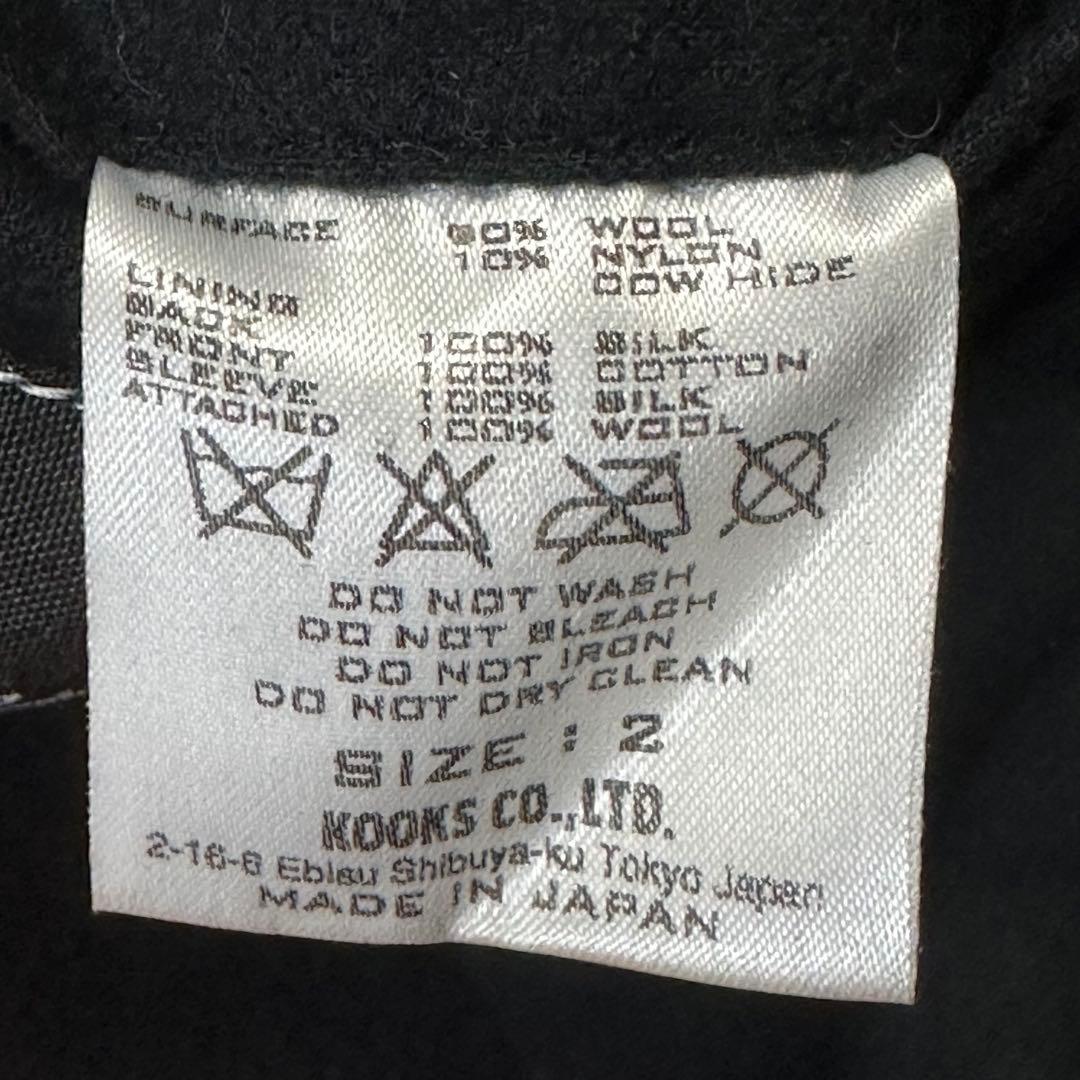 SURFACE 90% WOOL
10% NYLON
COW HIDE
LINING
BACK 100% SILK
FRONT 100% COTTON
SLEEVE 100% SILK
ATTACHED 100% WOOL
DO NOT WASH
DO NOT BLEACH
DO NOT IRON
DO NOT DRY CLEAN
SIZE : 2
KOOKS CO.,LTD.
2-16-6 Ebisu Shibuya-ku Tokyo Japan
MADE IN JAPAN